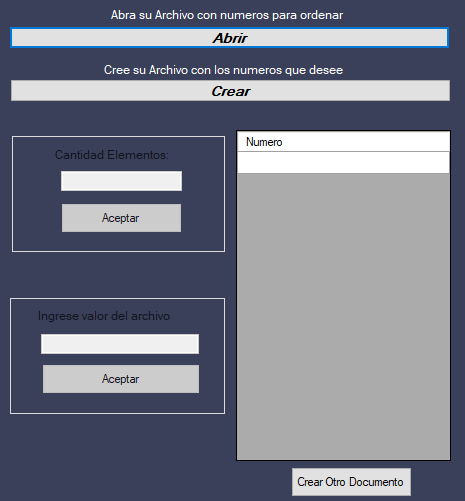 Abra su Archivo con numeros para ordenar
Abrir
Cree su Archivo con los numeros que desee
Crear
Cantidad Elementos:
Aceptar
Numero
Ingrese valor del archivo
Aceptar
Crear Otro Documento